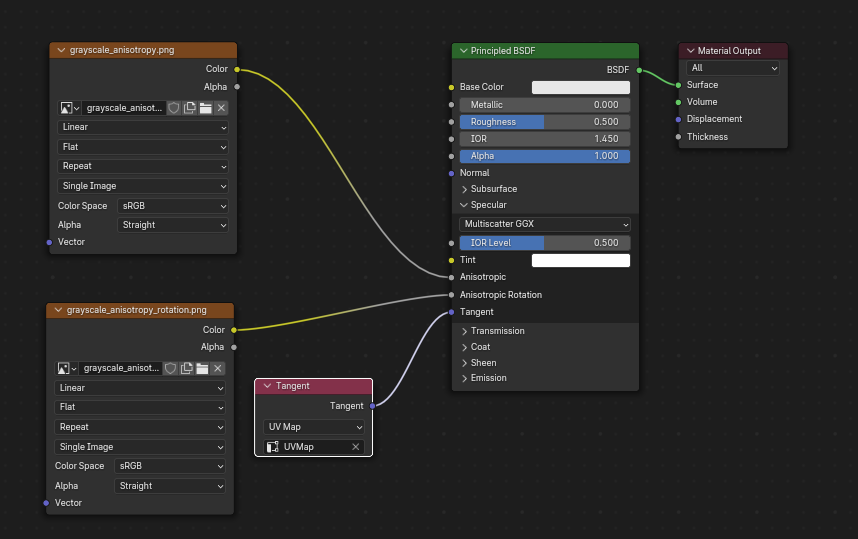 grayscale_anisotropy.png
Color
Alpha
grayscale_anisot...
Linear
Flat
Repeat
Single Image
Color Space sRGB
Alpha Straight
Vector
grayscale_anisotropy_rotation.png
Color
Alpha
grayscale_anisot...
Linear
Flat
Repeat
Single Image
Color Space sRGB
Alpha Straight
Vector
Tangent
Tangent
UV Map
UVMap
Principled BSDF
BSDF
Base Color
Metallic 0.000
Roughness 0.500
IOR 1.450
Alpha 1.000
Normal
Subsurface
Specular
Multiscatter GGX
IOR Level 0.500
Tint
Anisotropic
Anisotropic Rotation
Tangent
Transmission
Coat
Sheen
Emission
Material Output
All
Surface
Volume
Displacement
Thickness